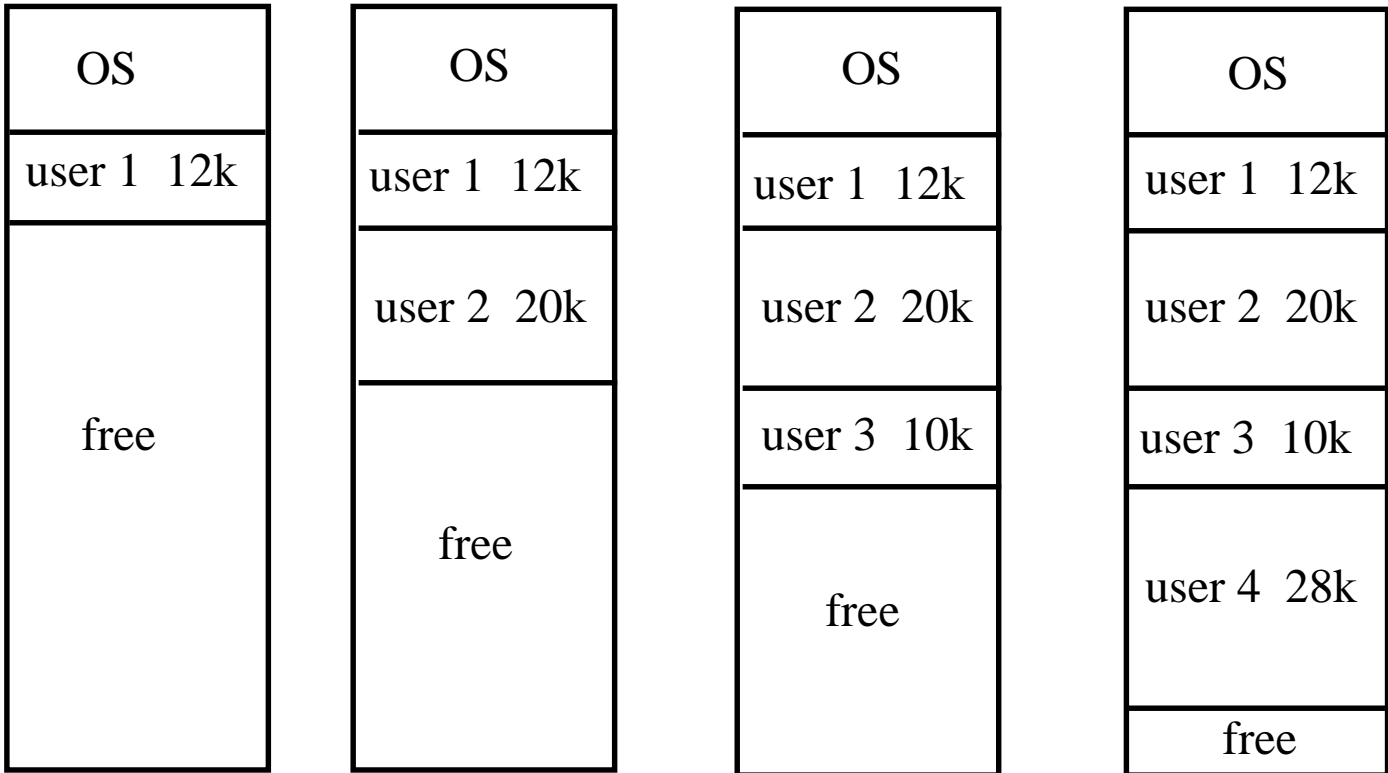 OS
user 1 12k
free
OS
user 1 12k
user 2 20k
free
OS
user 1 12k
user 2 20k
user 3 10k
free
OS
user 1 12k
user 2 20k
user 3 10k
user 4 28k
free